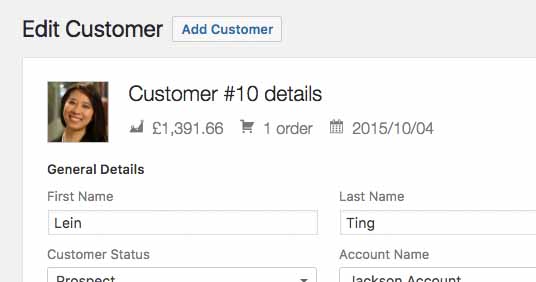 Edit Customer Add Customer
Customer #10 details
£1,391.66 1 order 2015/10/04
General Details
First Name Last Name
Lein Ting
Customer Status Account Name
Prospect Jackson Account